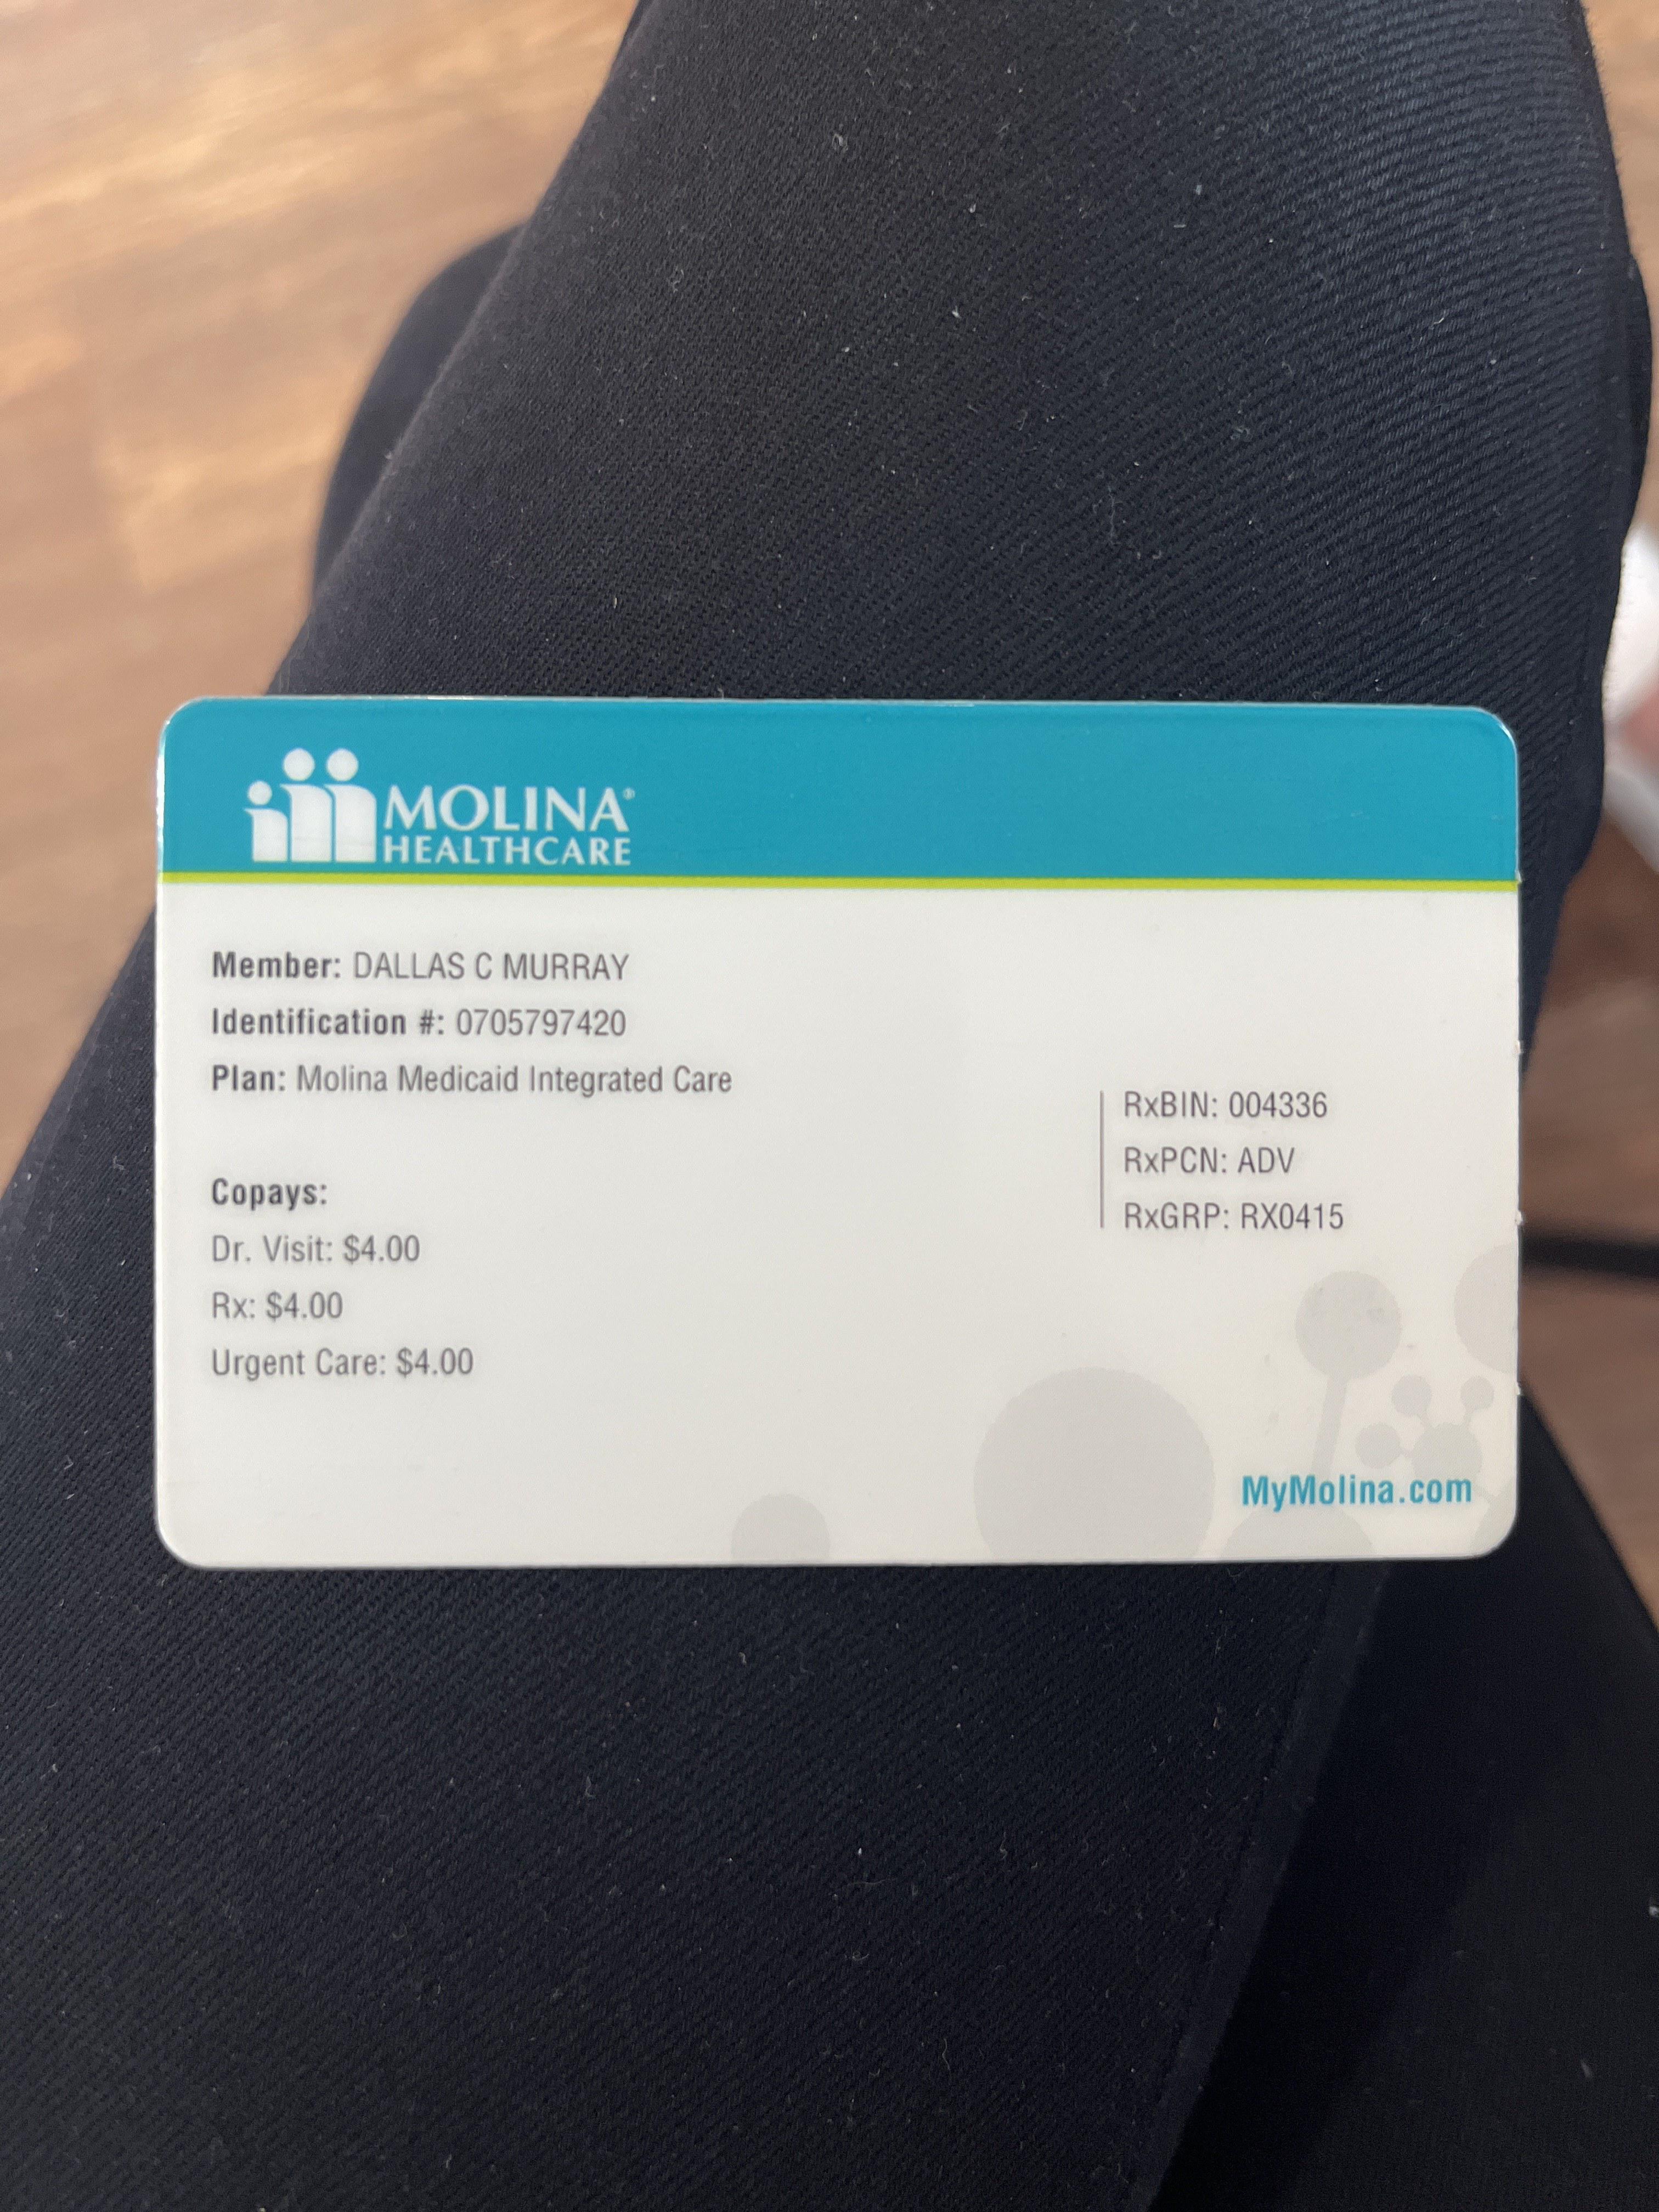 MOLINA®
HEALTHCARE
Member: DALLAS C MURRAY
Identification #: 0705797420
Plan: Molina Medicaid Integrated Care
RxBIN: 004336
RxPCN: ADV
RxGRP: RX0415
Copays:
Dr. Visit: $4.00
Rx: $4.00
Urgent Care: $4.00
MyMolina.com